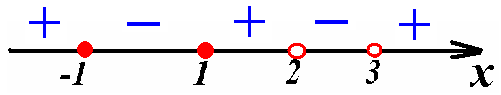 + − + − +
-1 1 2 3 x